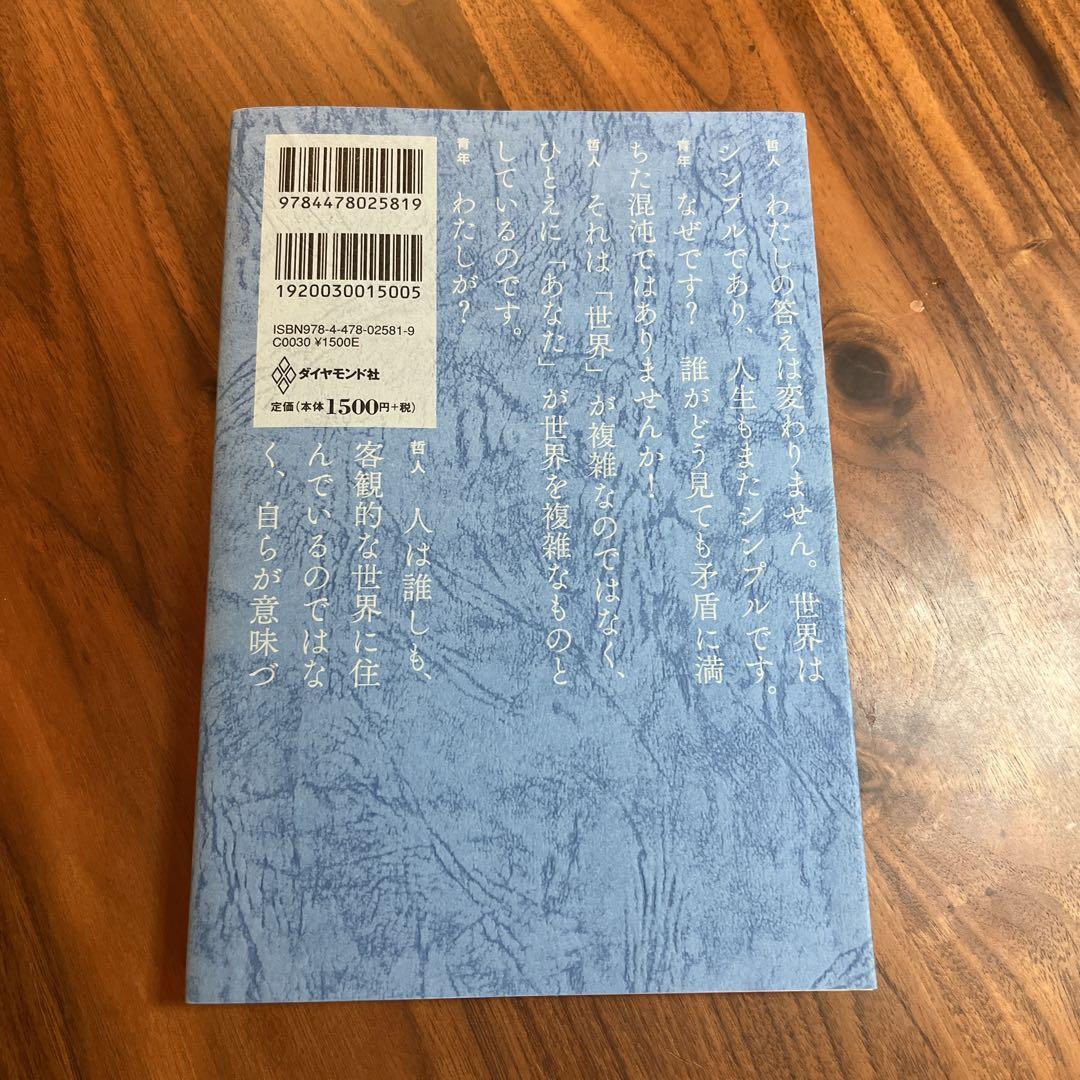 哲人 わたしの答えは変わりません。世界は
シンプルであり、人生もまたシンプルです。
青年 なぜです? 誰がどう見ても矛盾に満
ちた混沌ではありませんか!
哲人 それは「世界」が複雑なのではなく、
ひとえに「あなた」が世界を複雑なものと
しているのです。
青年 わたしが?
哲人 人は誰しも、
客観的な世界に住
んでいるのではな
く、自らが意味づ
9784478025819
1920030015005
ISBN978-4-478-02581-9
C0030 ¥1500E
ダイヤモンド社
定価(本体1500円+税)